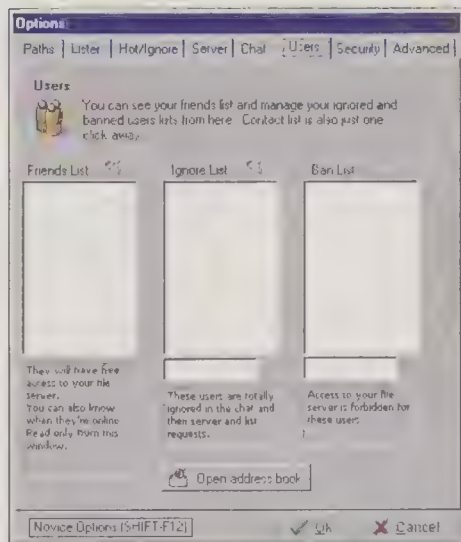 Options
Paths Lister Hot/Ignore Server Chat Users Security Advanced
Users
You can see your friends list and manage your ignored and
banned users lists from here. Contact list is also just one
click away.
Friends List Ignore List Ban List
They will have free
access to your file
server.
You can also know
when they're online
Read only from this
window.
These users are totally
ignored in the chat and
then server and list
requests.
Access to your file
server is forbidden for
these users
Open address book
Novice Options (SHIFT-F12) Ok Cancel